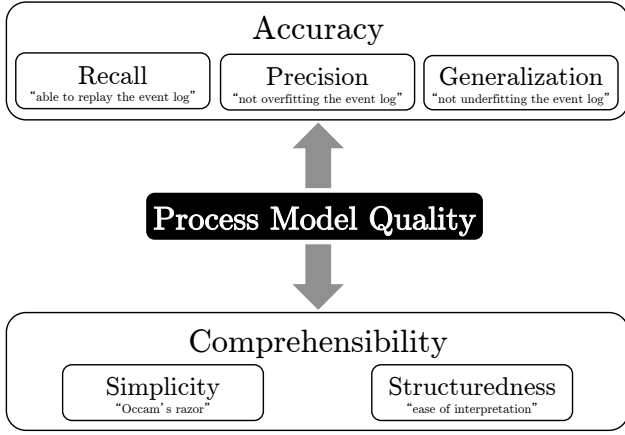 Accuracy
Recall Precision Generalization
“able to replay the event log” “not overfitting the event log” “not underfitting the event log”
Process Model Quality
Comprehensibility
Simplicity Structuredness
“Occam's razor” “ease of interpretation”